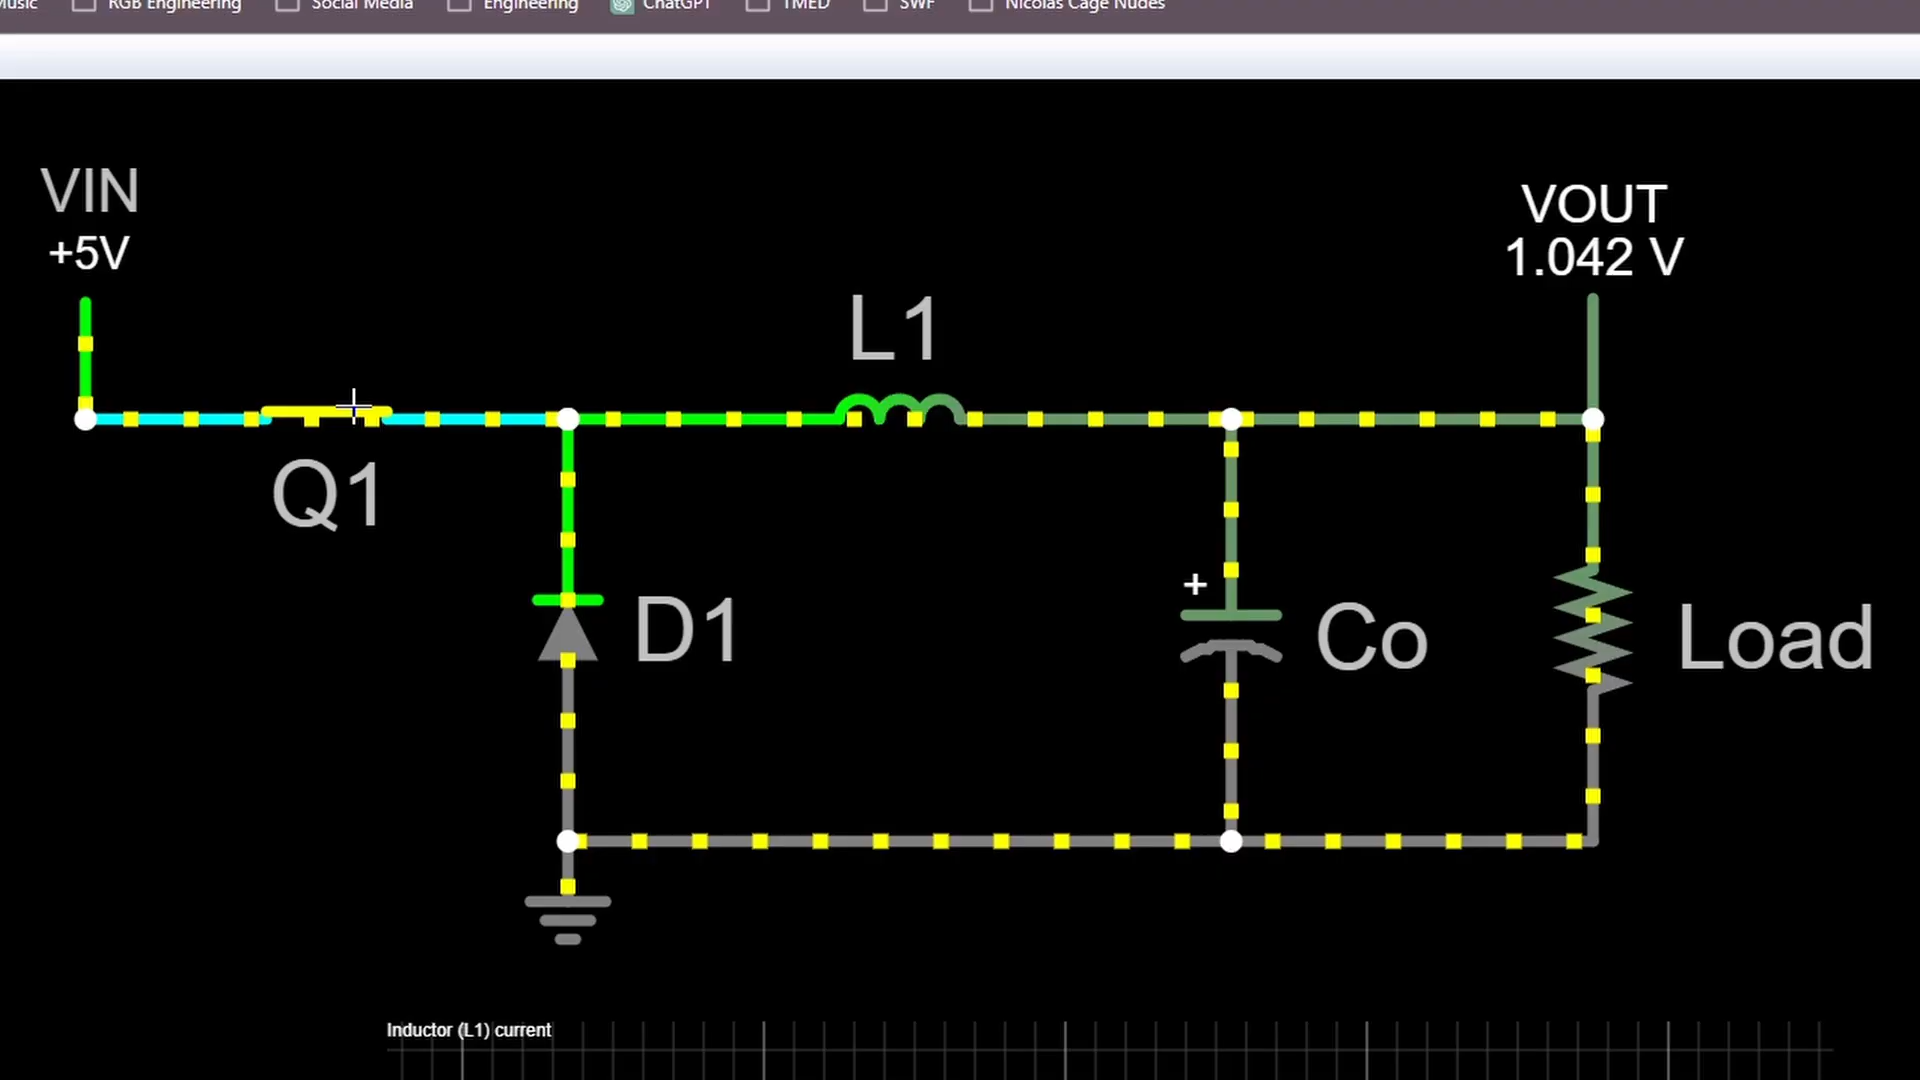 Music RGB Engineering Social Media Engineering ChatGPT TMED SWF Nicolas Cage Nudes
VIN
+5V
VOUT
1.042 V
L1
Q1
D1
+
Co
Load
Inductor (L1) current